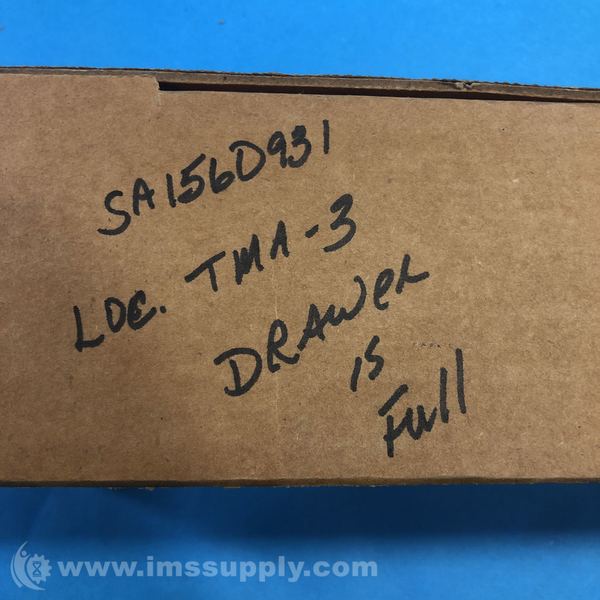 SA156D931
LOC. TMA-3
DRAWER
is
Full
www.imssupply.com